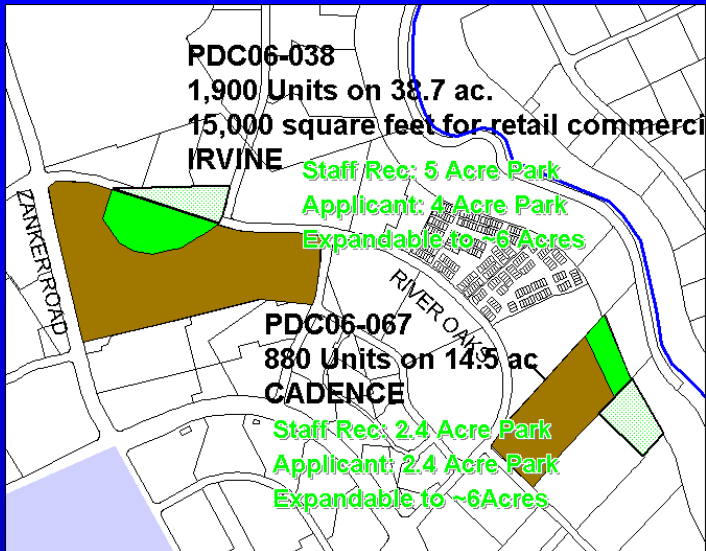 PDC06-038
1,900 Units on 38.7 ac.
15,000 square feet for retail commerci
IRVINE
Staff Rec: 5 Acre Park
Applicant: 4 Acre Park
Expandable to ~6 Acres
ZANKER ROAD
RIVER OAKS
PDC06-067
880 Units on 14.5 ac
CADENCE
Staff Rec: 2.4 Acre Park
Applicant: 2.4 Acre Park
Expandable to ~6Acres